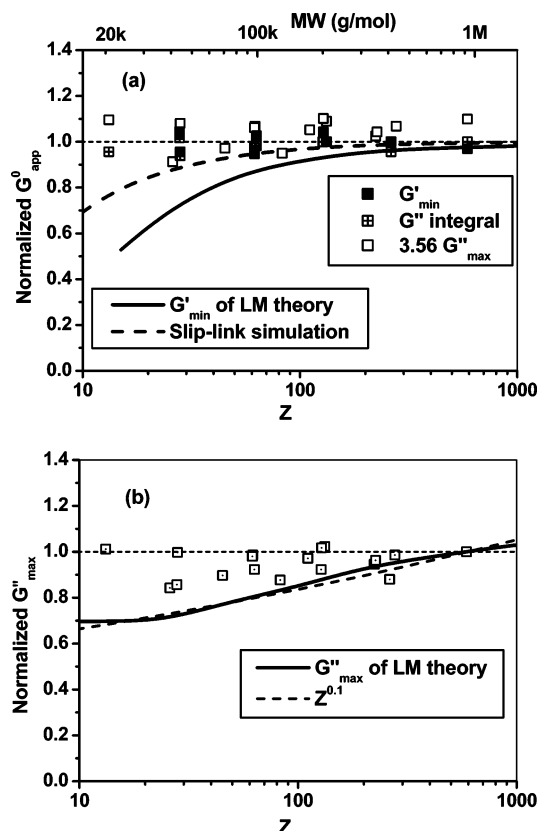 MW (g/mol)
20k 100k 1M
1.4
(a)
1.2
1.0
0.8
G'min
G" integral
3.56 G"max
0.6
0.4
G'min of LM theory
Slip-link simulation
0.2
0.0
10 100 1000
Z
Normalized G0app
1.4
(b)
1.2
1.0
0.8
0.6
G"max of LM theory
Z0.1
0.4
0.2
0.0
10 100 1000
Z
Normalized G"max